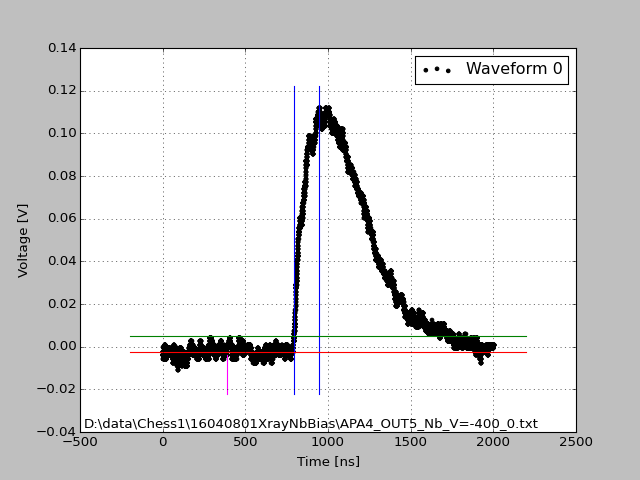 0.14
Waveform 0
0.12
0.10
0.08
0.06
0.04
0.02
0.00
−0.02
−0.04
Voltage [V]
D:\data\Chess1\16040801XrayNbBias\APA4_OUT5_Nb_V=-400_0.txt
−500 0 500 1000 1500 2000 2500
Time [ns]